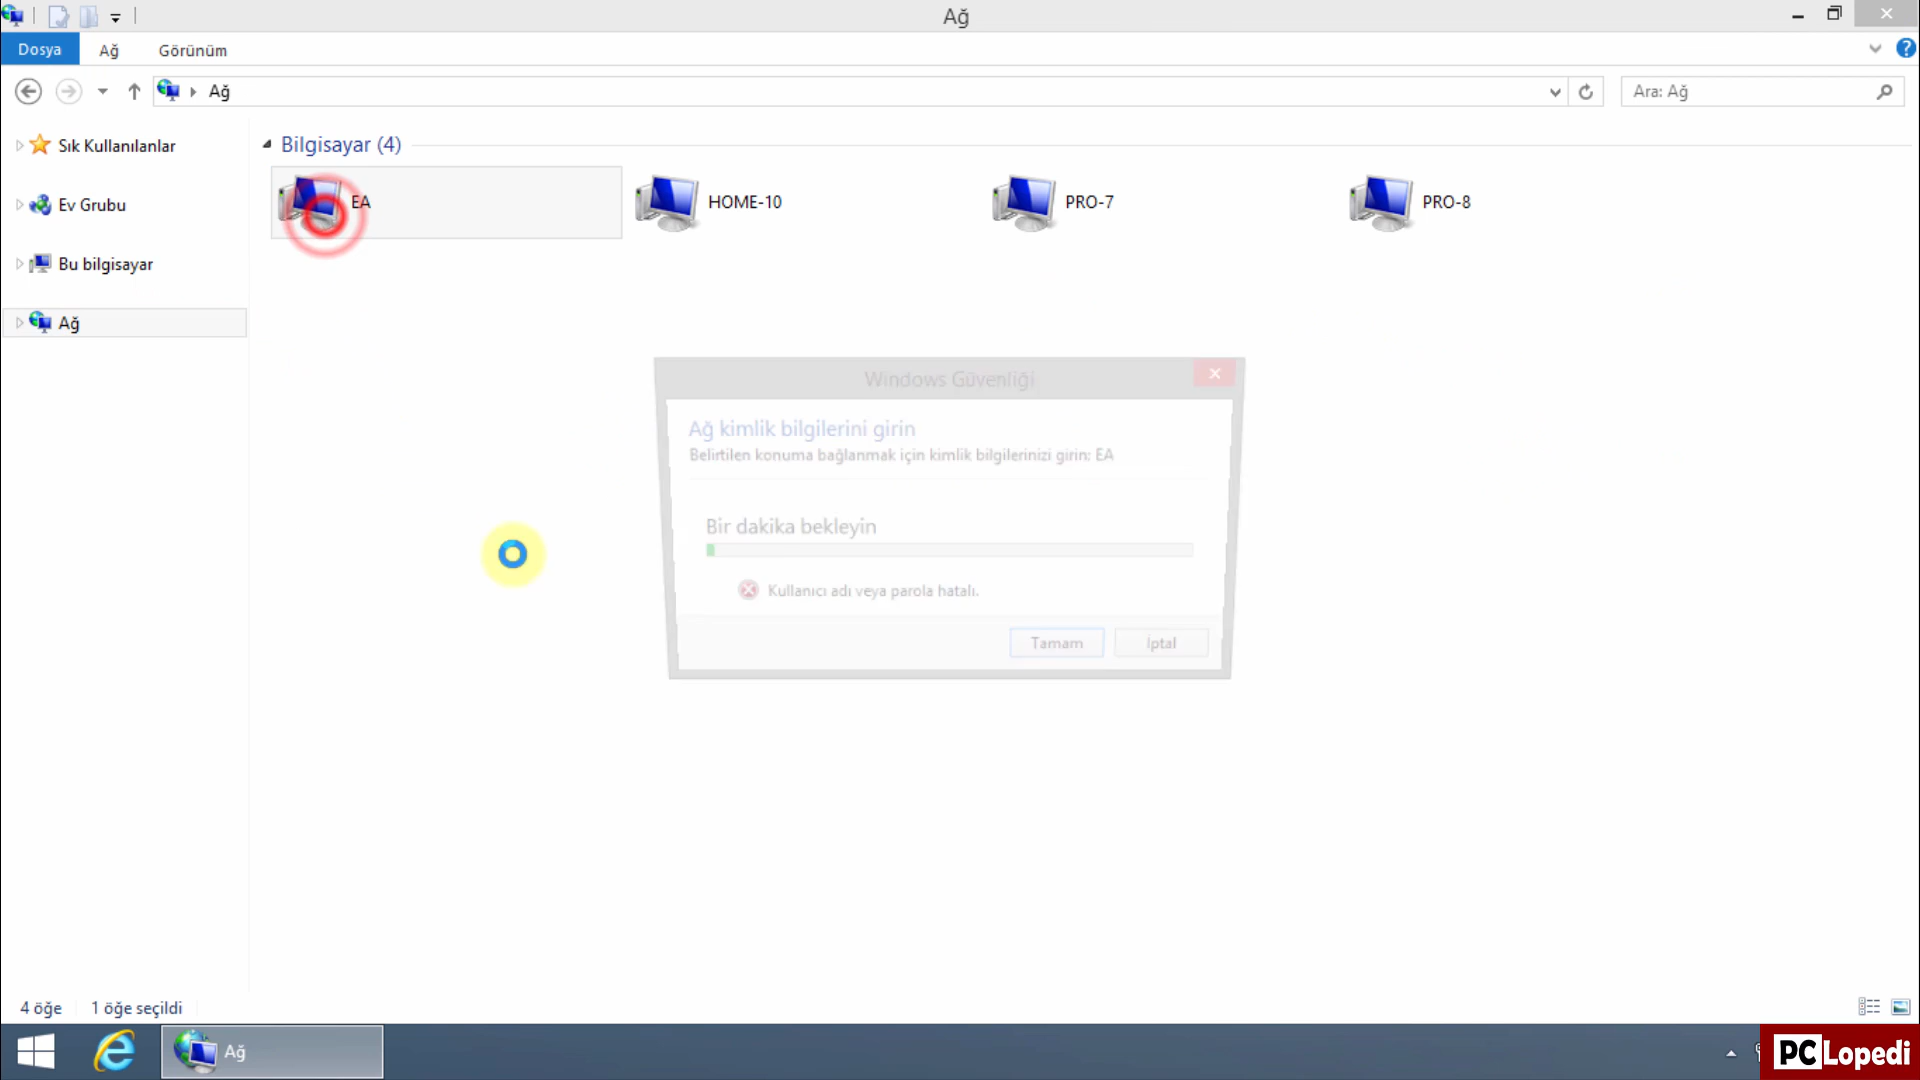 Ağ
Dosya
Ağ
Görünüm
Ağ
Ara: Ağ
Sık Kullanılanlar
Ev Grubu
Bu bilgisayar
Ağ
Bilgisayar (4)
EA
HOME-10
PRO-7
PRO-8
Windows Güvenliği
Ağ kimlik bilgilerini girin
Belirtilen konuma bağlanmak için kimlik bilgilerinizi girin: EA
Bir dakika bekleyin
Kullanıcı adı veya parola hatalı.
Tamam
İptal
4 öğe
1 öğe seçildi
Ağ
PCLopedi